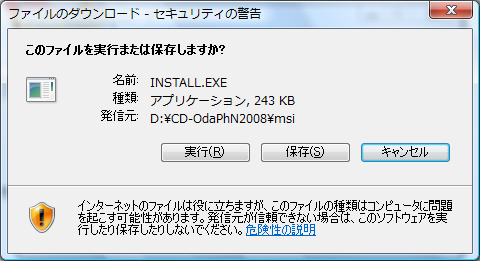 ファイルのダウンロード - セキュリティの警告
このファイルを実行または保存しますか?
名前: INSTALL.EXE
種類: アプリケーション, 243 KB
発信元: D:¥CD-OdaPhN2008¥msi
実行(R) 保存(S) キャンセル
インターネットのファイルは役に立ちますが、このファイルの種類はコンピュータに問題
を起こす可能性があります。発信元が信頼できない場合は、このソフトウェアを実
行したり保存したりしないでください。危険性の説明